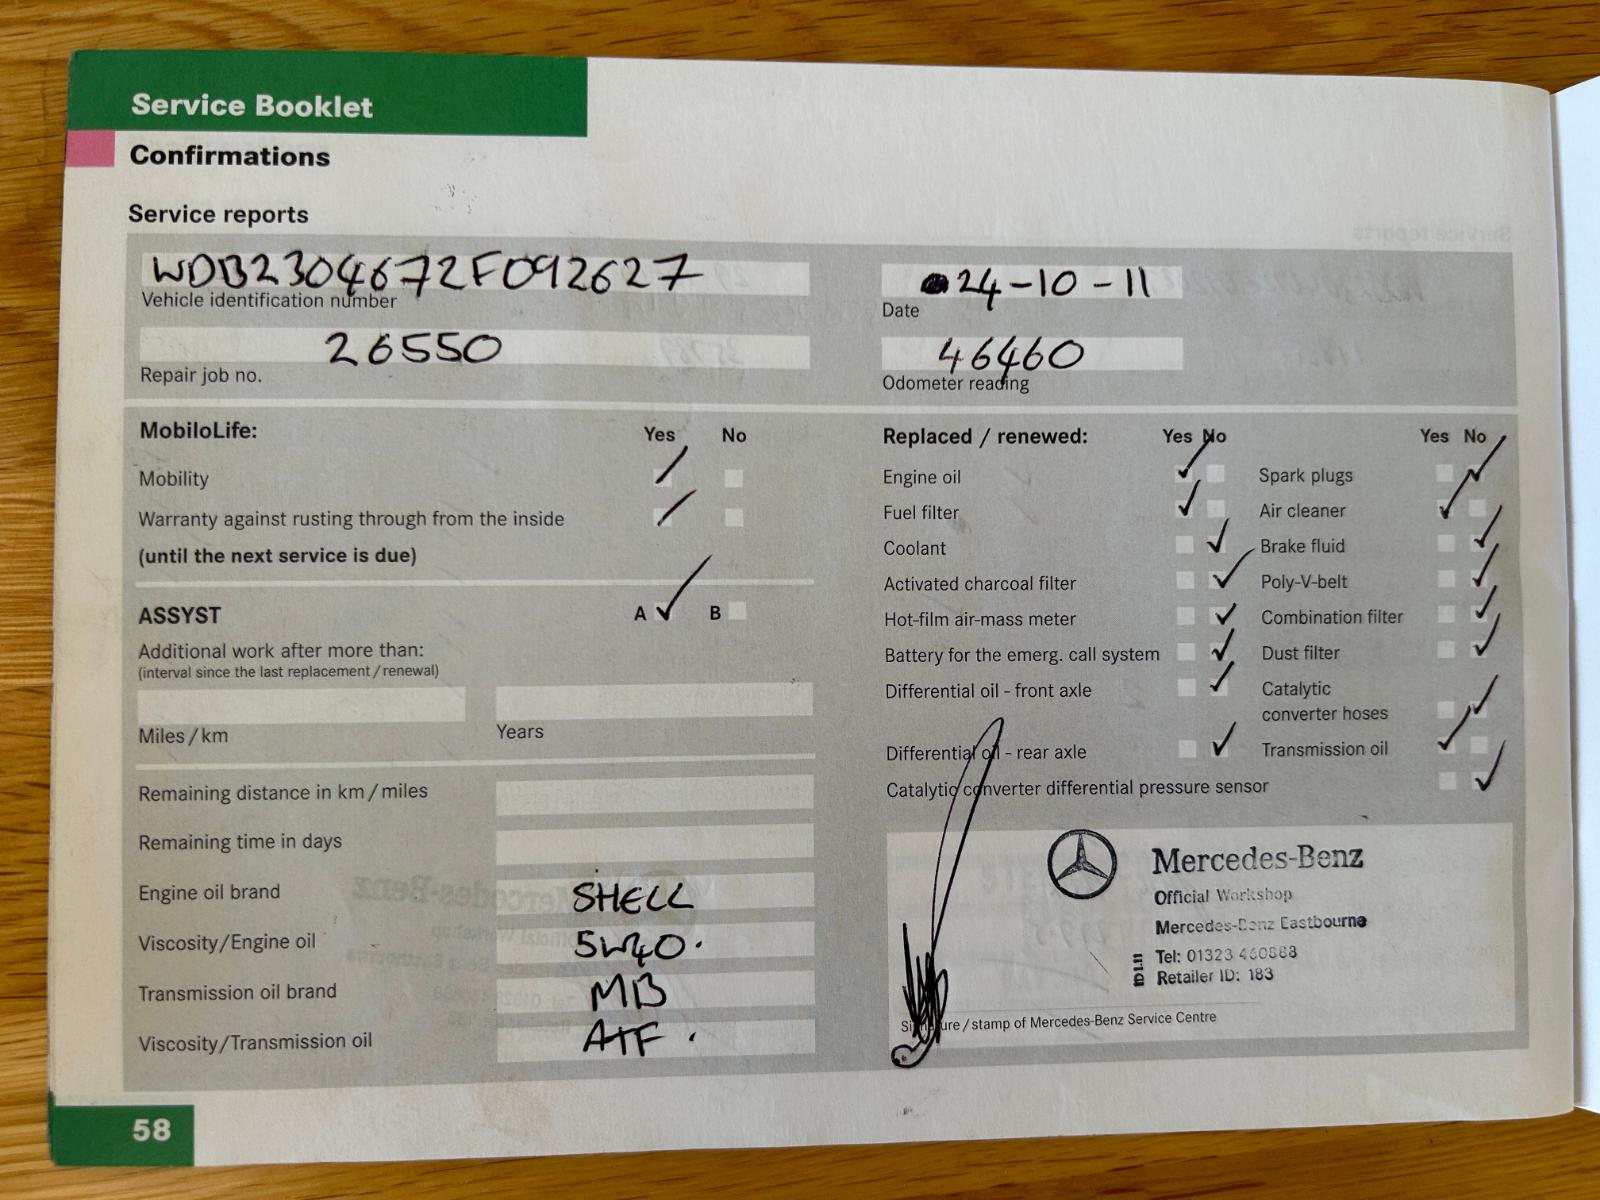 Service Booklet
Confirmations
Service reports
WDB2304672F092627
Vehicle identification number
24-10-11
Date
26550
Repair job no.
46460
Odometer reading
MobiloLife: Yes No
Mobility
Warranty against rusting through from the inside
(until the next service is due)
ASSYST A B
Additional work after more than:
(interval since the last replacement/renewal)
Miles/km Years
Remaining distance in km/miles
Remaining time in days
Engine oil brand SHELL
Viscosity/Engine oil 5W40.
Transmission oil brand MB
Viscosity/Transmission oil ATF.
Replaced / renewed: Yes No Yes No
Engine oil Spark plugs
Fuel filter Air cleaner
Coolant Brake fluid
Activated charcoal filter Poly-V-belt
Hot-film air-mass meter Combination filter
Battery for the emerg. call system Dust filter
Differential oil - front axle Catalytic
converter hoses
Differential oil - rear axle Transmission oil
Catalytic converter differential pressure sensor
Mercedes-Benz
Official Workshop
Mercedes-Benz Eastbourne
Tel: 01323 460888
Retailer ID: 183
Signature/stamp of Mercedes-Benz Service Centre
58